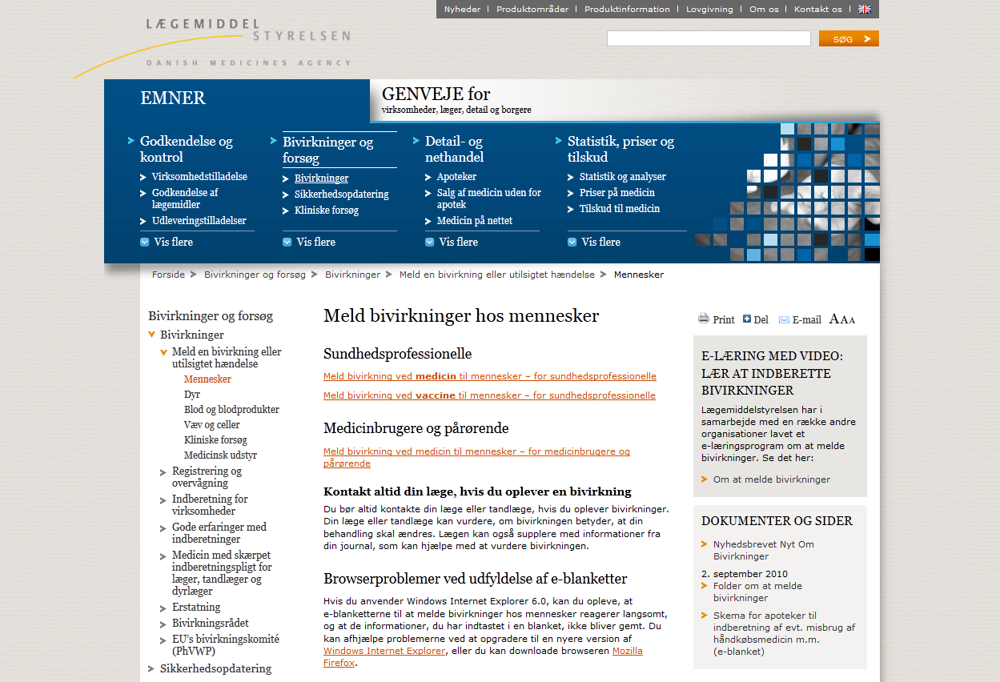 Nyheder | Produktområder | Produktinformation | Lovgivning | Om os | Kontakt os |
LÆGEMIDDEL
STYRELSEN
DANISH MEDICINES AGENCY
SØG
EMNER
GENVEJE for
virksomheder, læger, detail og borgere
Godkendelse og
kontrol
Virksomhedstilladelse
Godkendelse af
lægemidler
Udleveringstilladelser
Vis flere
Bivirkninger og
forsøg
Bivirkninger
Sikkerhedsopdatering
Kliniske forsøg
Vis flere
Detail- og
nethandel
Apoteker
Salg af medicin uden for
apotek
Medicin på nettet
Vis flere
Statistik, priser og
tilskud
Statistik og analyser
Priser på medicin
Tilskud til medicin
Vis flere
Forside > Bivirkninger og forsøg > Bivirkninger > Meld en bivirkning eller utilsigtet hændelse > Mennesker
Bivirkninger og forsøg
Bivirkninger
Meld en bivirkning eller
utilsigtet hændelse
Mennesker
Dyr
Blod og blodprodukter
Væv og celler
Kliniske forsøg
Medicinsk udstyr
Registrering og
overvågning
Indberetning for
virksomheder
Gode erfaringer med
indberetninger
Medicin med skærpet
indberetningspligt for
læger, tandlæger og
dyrlæger
Erstatning
Bivirkningsrådet
EU's bivirkningskomité
(PhVWP)
Sikkerhedsopdatering
Meld bivirkninger hos mennesker
Sundhedsprofessionelle
Meld bivirkning ved medicin til mennesker – for sundhedsprofessionelle
Meld bivirkning ved vaccine til mennesker – for sundhedsprofessionelle
Medicinbrugere og pårørende
Meld bivirkning ved medicin til mennesker – for medicinbrugere og
pårørende
Kontakt altid din læge, hvis du oplever en bivirkning
Du bør altid kontakte din læge eller tandlæge, hvis du oplever bivirkninger.
Din læge eller tandlæge kan vurdere, om bivirkningen betyder, at din
behandling skal ændres. Lægen kan også supplere med informationer fra
din journal, som kan hjælpe med at vurdere bivirkningen.
Browserproblemer ved udfyldelse af e-blanketter
Hvis du anvender Windows Internet Explorer 6.0, kan du opleve, at
e-blanketterne til at melde bivirkninger hos mennesker reagerer langsomt,
og at de informationer, du har indtastet i en blanket, ikke bliver gemt. Du
kan afhjælpe problemerne ved at opgradere til en nyere version af
Windows Internet Explorer, eller du kan downloade browseren Mozilla
Firefox.
Print Del E-mail AAA
E-LÆRING MED VIDEO:
LÆR AT INDBERETTE
BIVIRKNINGER
Lægemiddelstyrelsen har i
samarbejde med en række andre
organisationer lavet et
e-læringsprogram om at melde
bivirkninger. Se det her:
Om at melde bivirkninger
DOKUMENTER OG SIDER
Nyhedsbrevet Nyt Om
Bivirkninger
2. september 2010
Folder om at melde
bivirkninger
Skema for apoteker til
indberetning af evt. misbrug af
håndkøbsmedicin m.m.
(e-blanket)